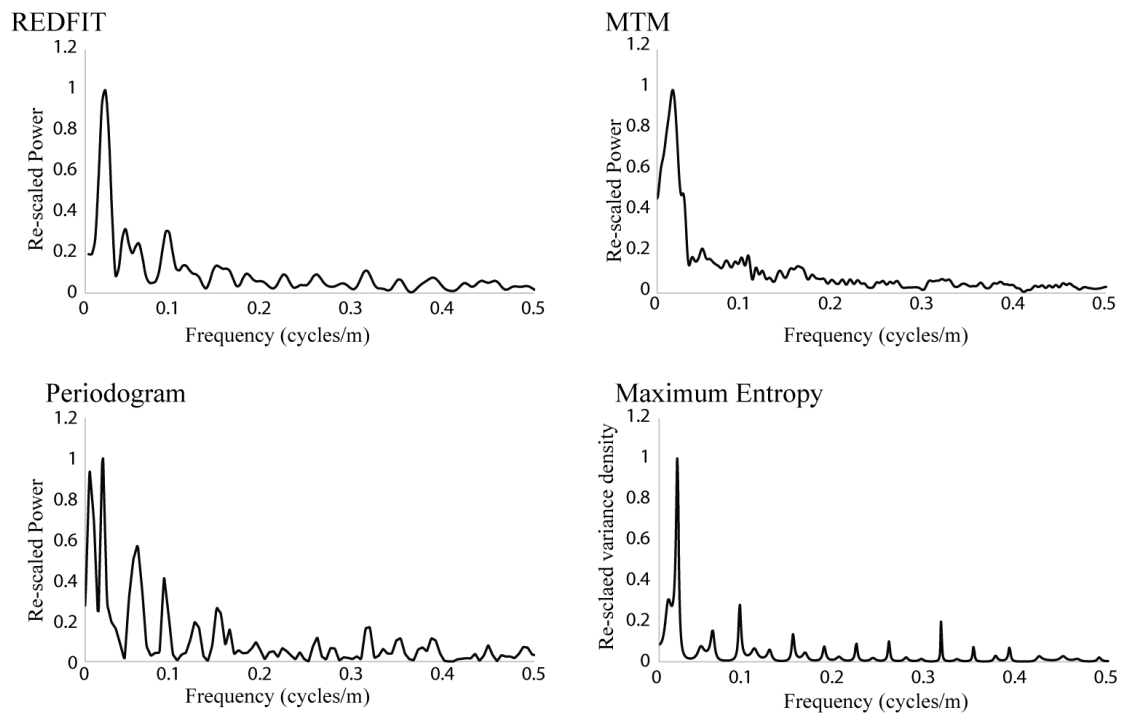 REDFIT
1.2
1
0.8
0.6
0.4
0.2
0
Re-scaled Power
0 0.1 0.2 0.3 0.4 0.5
Frequency (cycles/m)
MTM
1.2
1
0.8
0.6
0.4
0.2
0
Re-scaled Power
0 0.1 0.2 0.3 0.4 0.5
Frequency (cycles/m)
Periodogram
1.2
1
0.8
0.6
0.4
0.2
0
Re-scaled Power
0 0.1 0.2 0.3 0.4 0.5
Frequency (cycles/m)
Maximum Entropy
1.2
1
0.8
0.6
0.4
0.2
0
Re-sclaed variance density
0 0.1 0.2 0.3 0.4 0.5
Frequency (cycles/m)